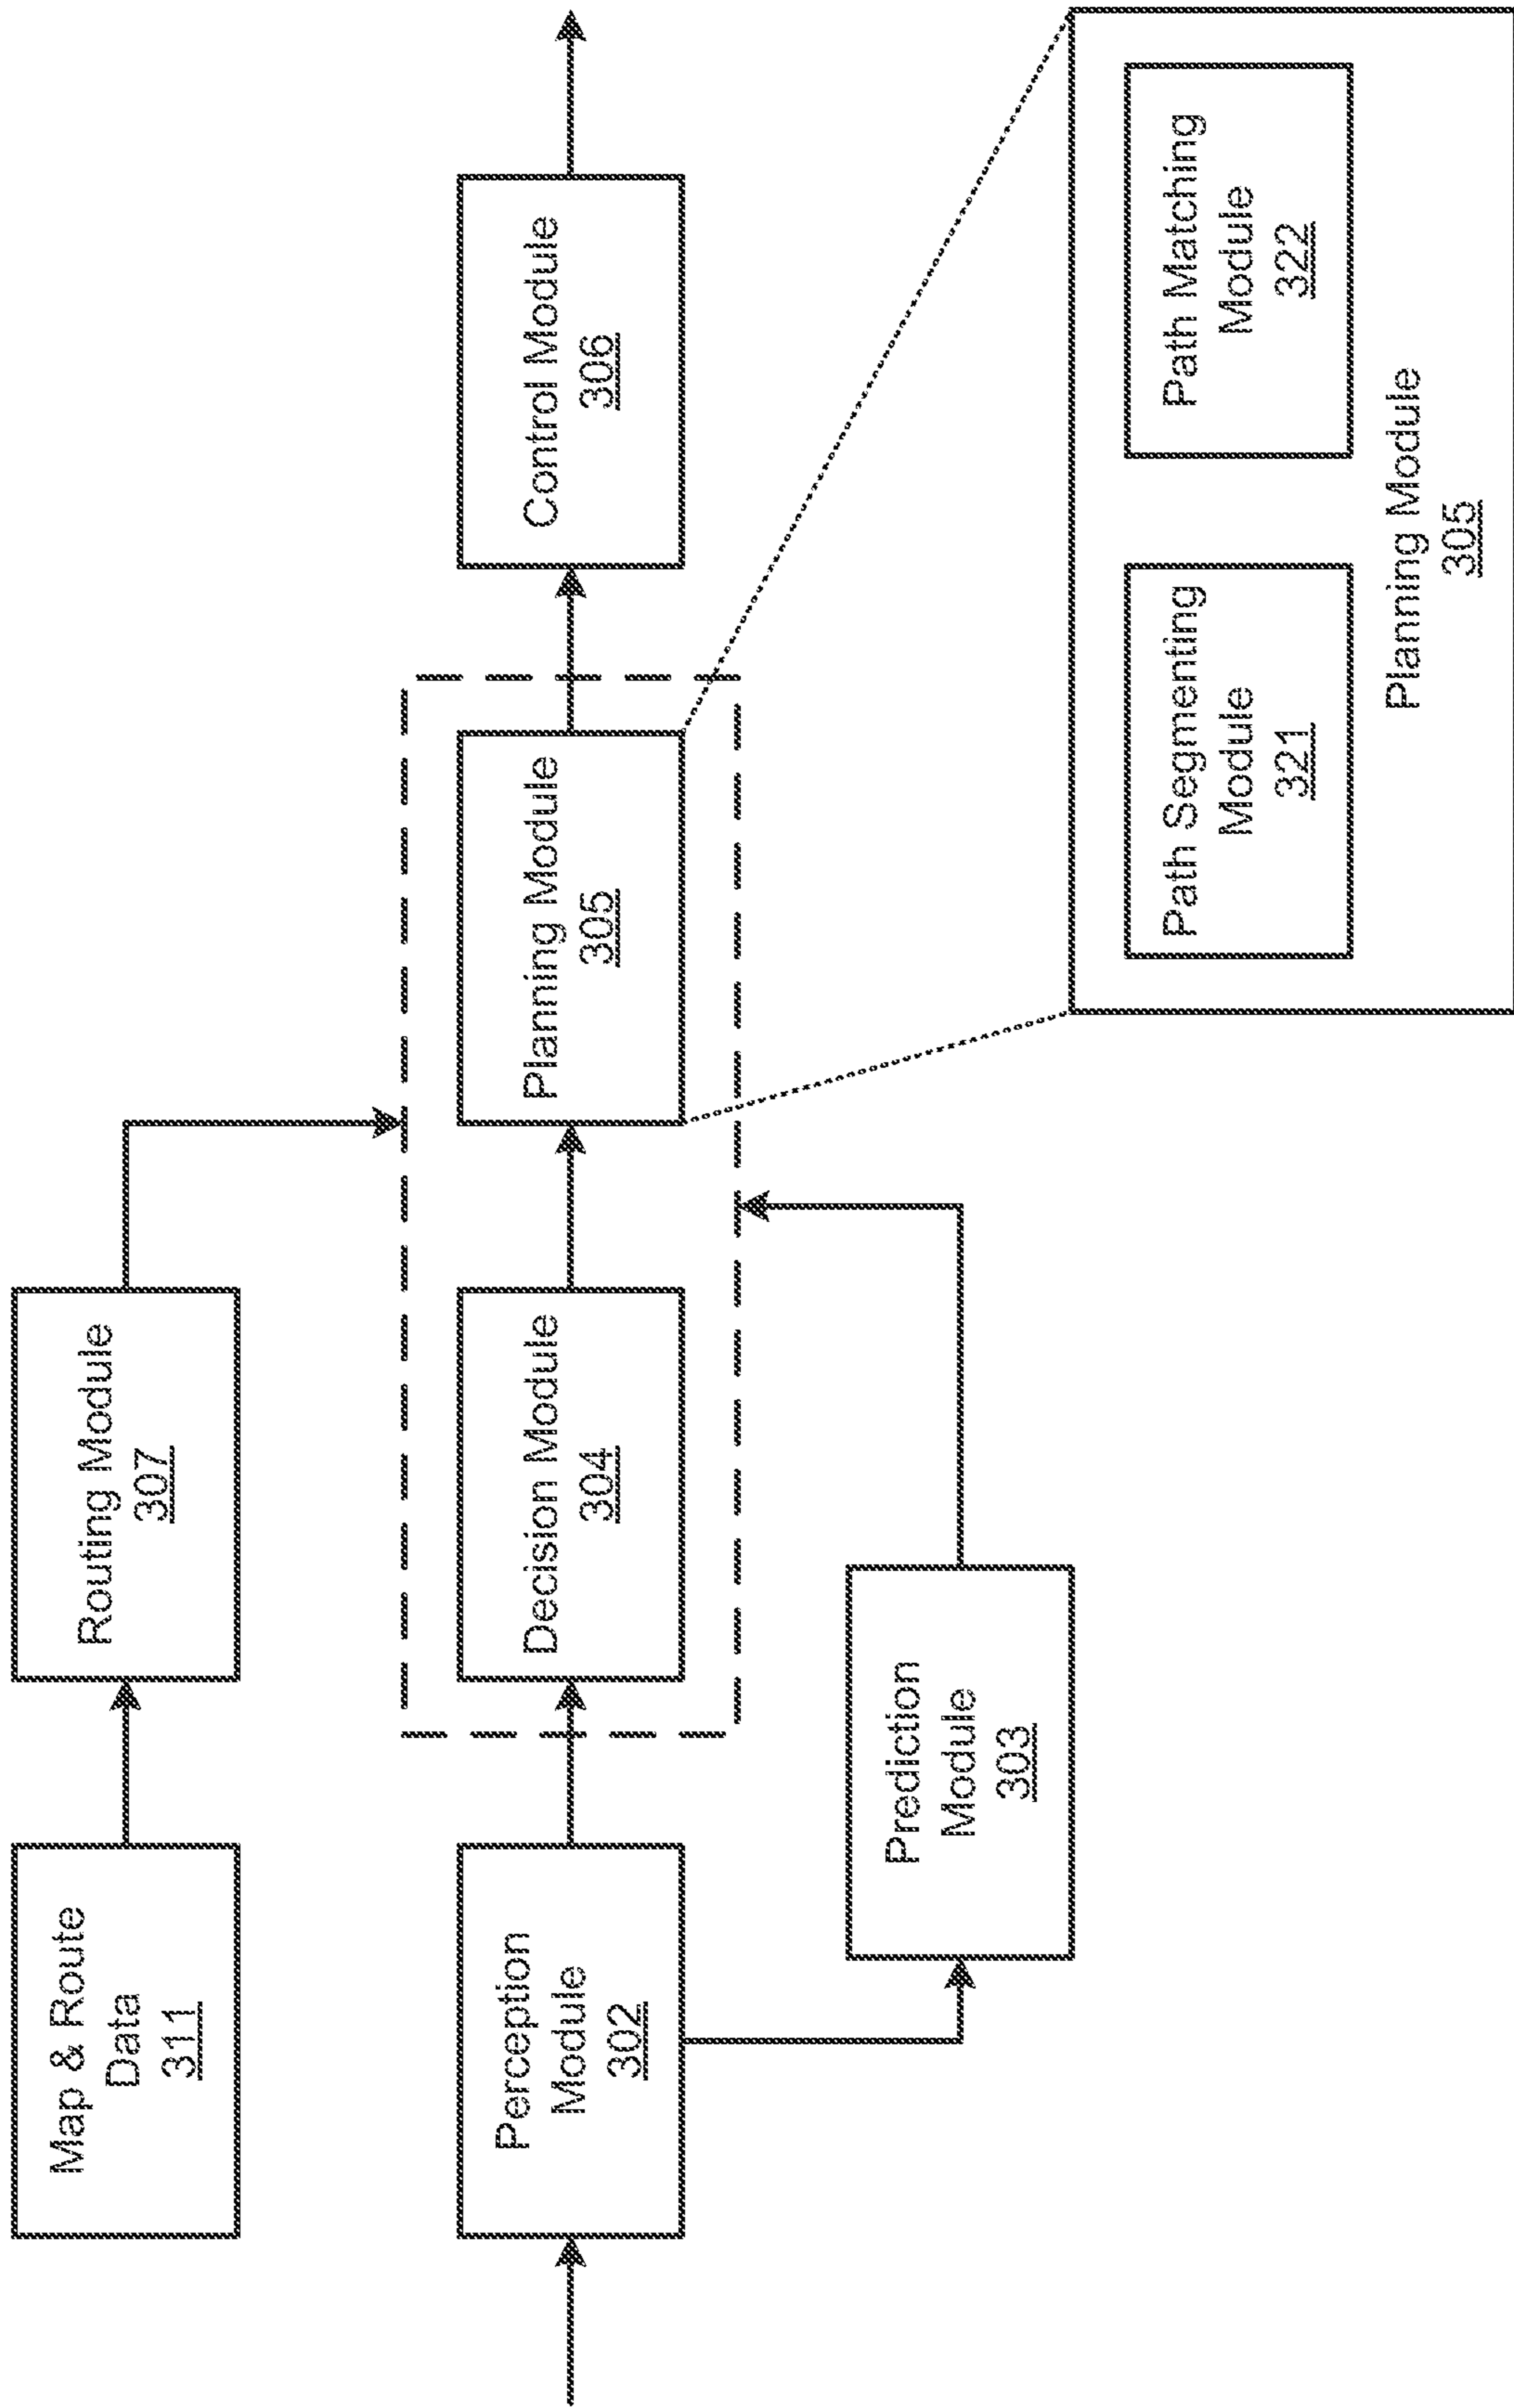 Map & Route
Data
311
Routing Module
307
Perception
Module
302
Decision Module
304
Planning Module
305
Control Module
306
Prediction
Module
303
Path Segmenting
Module
321
Path Matching
Module
322
Planning Module
305